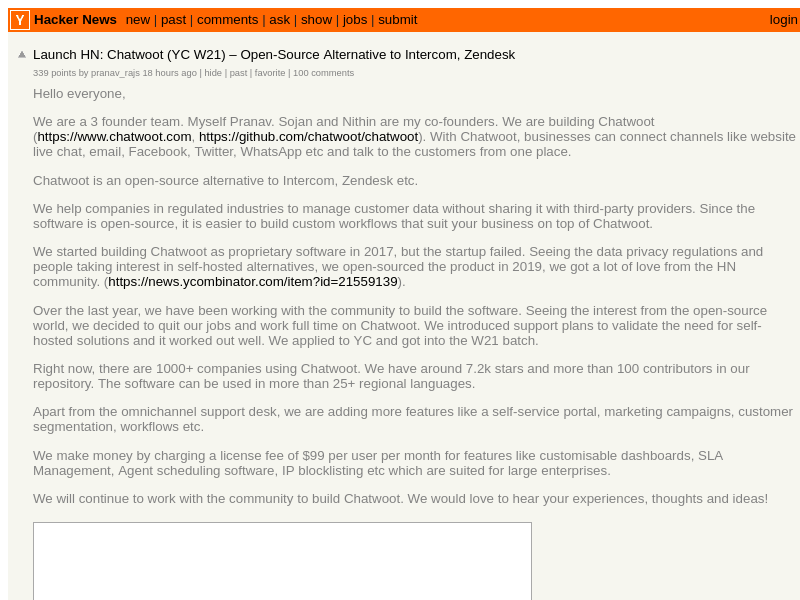 Y Hacker News new | past | comments | ask | show | jobs | submit login
Launch HN: Chatwoot (YC W21) – Open-Source Alternative to Intercom, Zendesk
339 points by pranav_rajs 18 hours ago | hide | past | favorite | 100 comments
Hello everyone,
We are a 3 founder team. Myself Pranav. Sojan and Nithin are my co-founders. We are building Chatwoot
(https://www.chatwoot.com, https://github.com/chatwoot/chatwoot). With Chatwoot, businesses can connect channels like website
live chat, email, Facebook, Twitter, WhatsApp etc and talk to the customers from one place.
Chatwoot is an open-source alternative to Intercom, Zendesk etc.
We help companies in regulated industries to manage customer data without sharing it with third-party providers. Since the
software is open-source, it is easier to build custom workflows that suit your business on top of Chatwoot.
We started building Chatwoot as proprietary software in 2017, but the startup failed. Seeing the data privacy regulations and
people taking interest in self-hosted alternatives, we open-sourced the product in 2019, we got a lot of love from the HN
community. (https://news.ycombinator.com/item?id=21559139).
Over the last year, we have been working with the community to build the software. Seeing the interest from the open-source
world, we decided to quit our jobs and work full time on Chatwoot. We introduced support plans to validate the need for self-
hosted solutions and it worked out well. We applied to YC and got into the W21 batch.
Right now, there are 1000+ companies using Chatwoot. We have around 7.2k stars and more than 100 contributors in our
repository. The software can be used in more than 25+ regional languages.
Apart from the omnichannel support desk, we are adding more features like a self-service portal, marketing campaigns, customer
segmentation, workflows etc.
We make money by charging a license fee of $99 per user per month for features like customisable dashboards, SLA
Management, Agent scheduling software, IP blocklisting etc which are suited for large enterprises.
We will continue to work with the community to build Chatwoot. We would love to hear your experiences, thoughts and ideas!